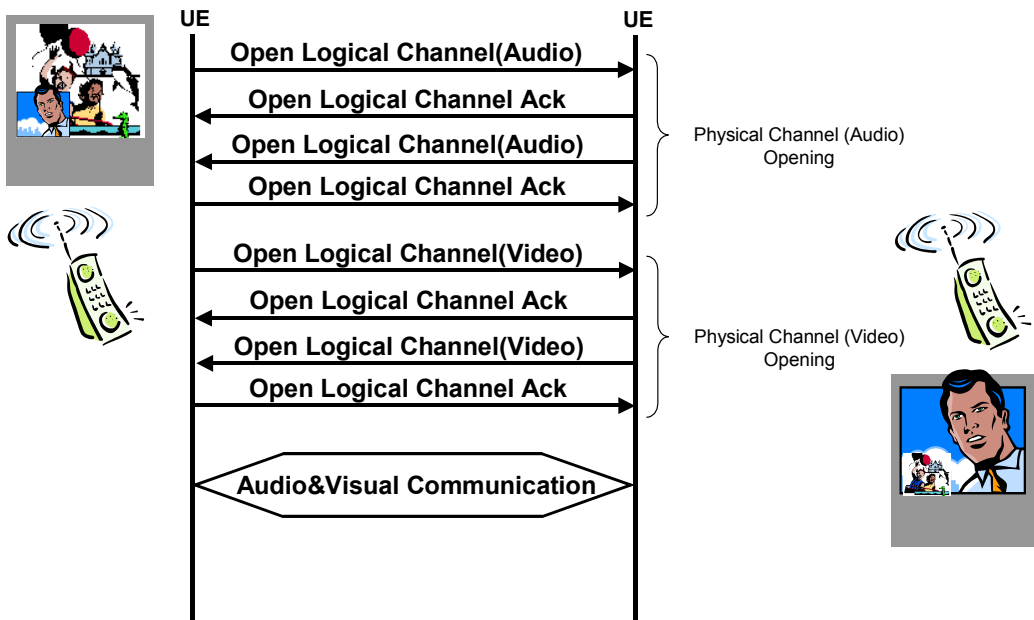 UE
UE
Open Logical Channel(Audio)
Open Logical Channel Ack
Open Logical Channel(Audio)
Open Logical Channel Ack
Physical Channel (Audio)
Opening
Open Logical Channel(Video)
Open Logical Channel Ack
Open Logical Channel(Video)
Open Logical Channel Ack
Physical Channel (Video)
Opening
Audio&Visual Communication